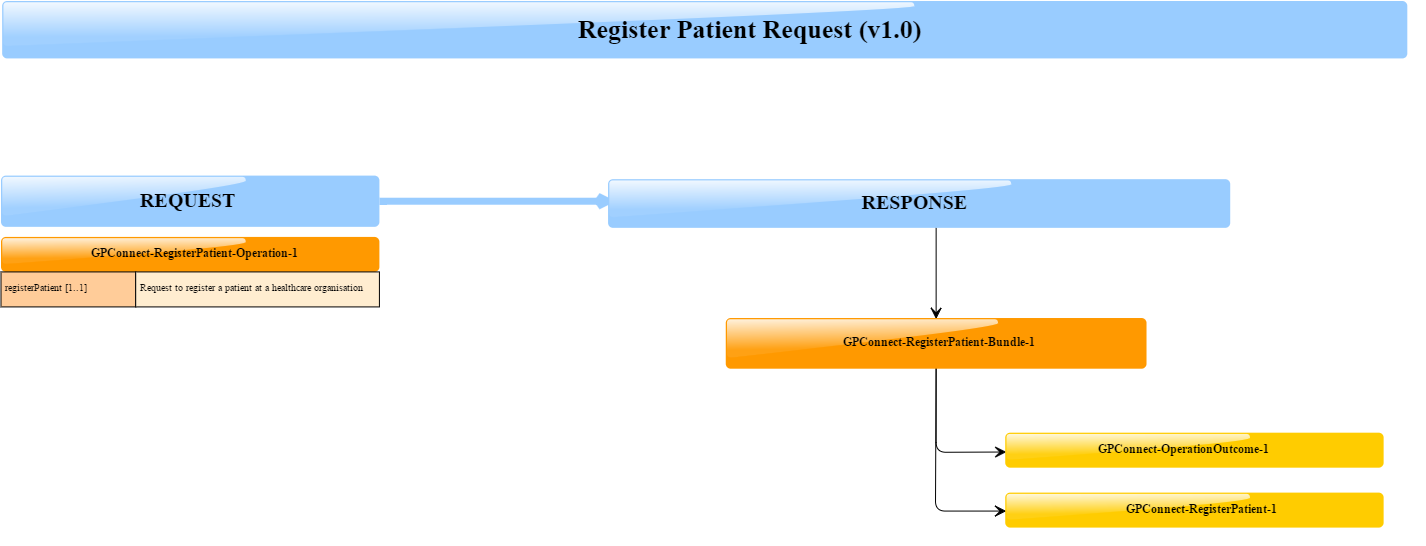 Register Patient Request (v1.0)
REQUEST
RESPONSE
GPConnect-RegisterPatient-Operation-1
registerPatient [1..1]
Request to register a patient at a healthcare organisation
GPConnect-RegisterPatient-Bundle-1
GPConnect-OperationOutcome-1
GPConnect-RegisterPatient-1